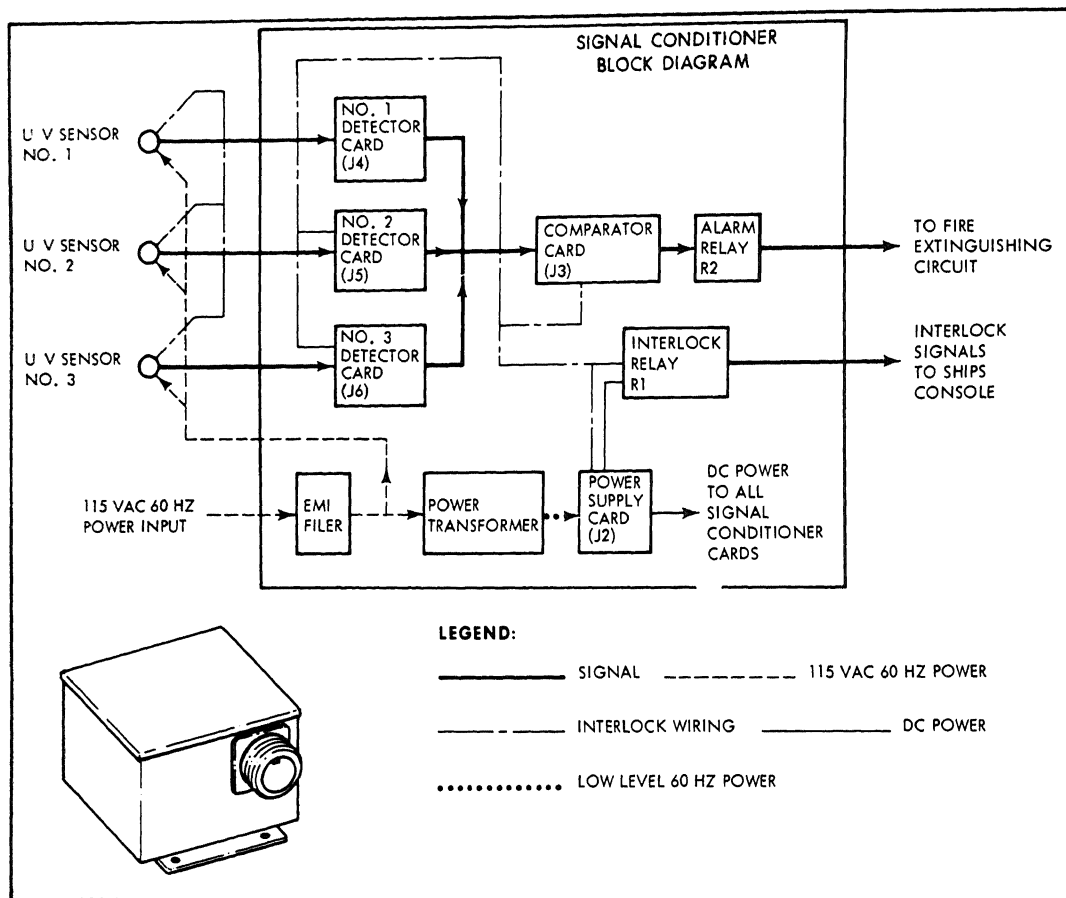 SIGNAL CONDITIONER
BLOCK DIAGRAM
U V SENSOR
NO. 1
NO. 1
DETECTOR
CARD
(J4)
U V SENSOR
NO. 2
NO. 2
DETECTOR
CARD
(J5)
COMPARATOR
CARD
(J3)
ALARM
RELAY
R2
TO FIRE
EXTINGUISHING
CIRCUIT
U V SENSOR
NO. 3
NO. 3
DETECTOR
CARD
(J6)
INTERLOCK
RELAY
R1
INTERLOCK
SIGNALS
TO SHIPS
CONSOLE
115 VAC 60 HZ
POWER INPUT
EMI
FILER
POWER
TRANSFORMER
POWER
SUPPLY
CARD
(J2)
DC POWER
TO ALL
SIGNAL
CONDITIONER
CARDS
LEGEND:
SIGNAL
115 VAC 60 HZ POWER
INTERLOCK WIRING
DC POWER
LOW LEVEL 60 HZ POWER